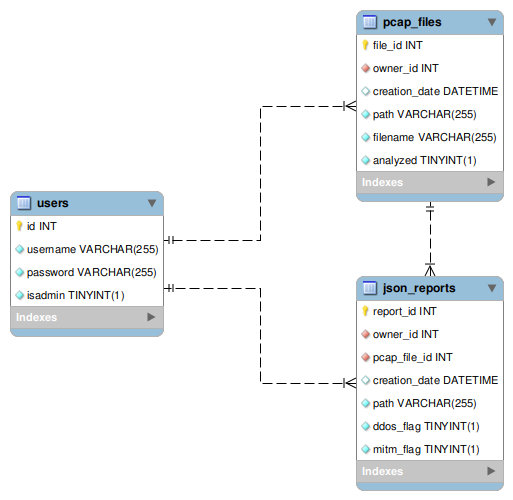 pcap_files
file_id INT
owner_id INT
creation_date DATETIME
path VARCHAR(255)
filename VARCHAR(255)
analyzed TINYINT(1)
Indexes
users
id INT
username VARCHAR(255)
password VARCHAR(255)
isadmin TINYINT(1)
Indexes
json_reports
report_id INT
owner_id INT
pcap_file_id INT
creation_date DATETIME
path VARCHAR(255)
ddos_flag TINYINT(1)
mitm_flag TINYINT(1)
Indexes